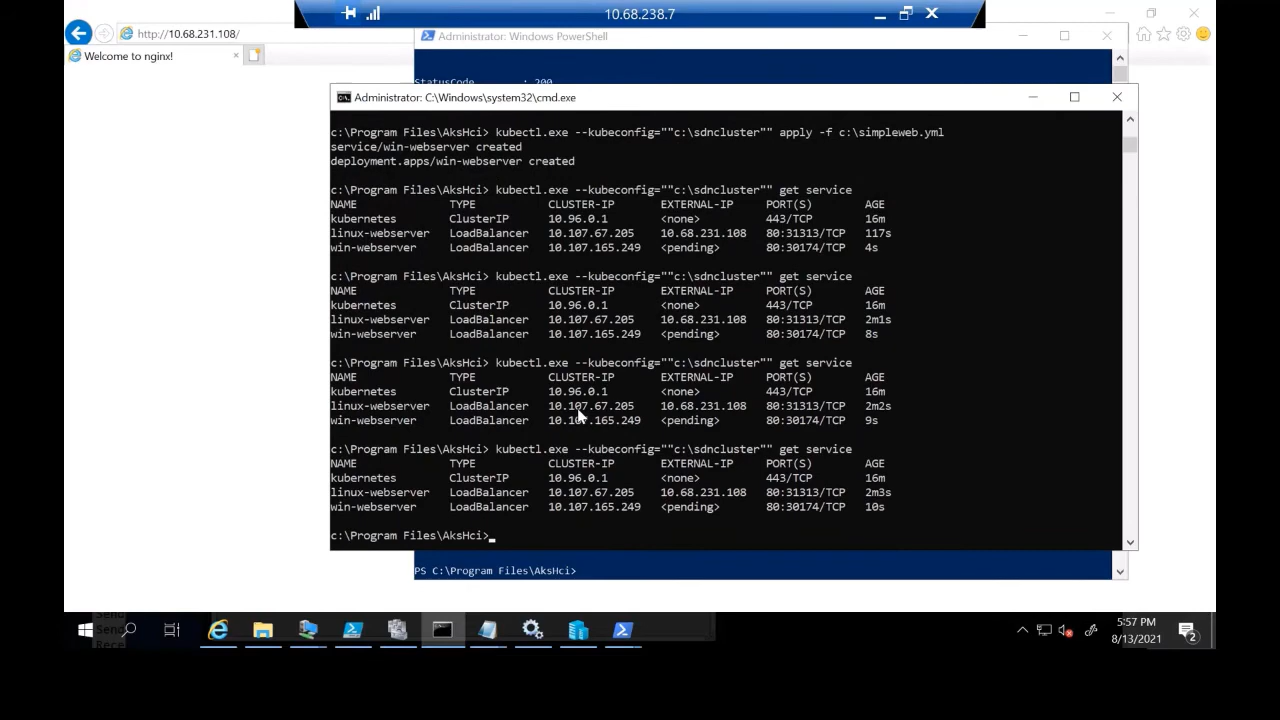 10.68.238.7
http://10.68.231.108/
Administrator: Windows PowerShell
Welcome to nginx!
StatusCode : 200
Administrator: C:\Windows\system32\cmd.exe
c:\Program Files\AksHci> kubectl.exe --kubeconfig=""c:\sdncluster"" apply -f c:\simpleweb.yml
service/win-webserver created
deployment.apps/win-webserver created
c:\Program Files\AksHci> kubectl.exe --kubeconfig=""c:\sdncluster"" get service
NAME TYPE CLUSTER-IP EXTERNAL-IP PORT(S) AGE
kubernetes ClusterIP 10.96.0.1 <none> 443/TCP 16m
linux-webserver LoadBalancer 10.107.67.205 10.68.231.108 80:31313/TCP 117s
win-webserver LoadBalancer 10.107.165.249 <pending> 80:30174/TCP 4s
c:\Program Files\AksHci> kubectl.exe --kubeconfig=""c:\sdncluster"" get service
NAME TYPE CLUSTER-IP EXTERNAL-IP PORT(S) AGE
kubernetes ClusterIP 10.96.0.1 <none> 443/TCP 16m
linux-webserver LoadBalancer 10.107.67.205 10.68.231.108 80:31313/TCP 2m1s
win-webserver LoadBalancer 10.107.165.249 <pending> 80:30174/TCP 8s
c:\Program Files\AksHci> kubectl.exe --kubeconfig=""c:\sdncluster"" get service
NAME TYPE CLUSTER-IP EXTERNAL-IP PORT(S) AGE
kubernetes ClusterIP 10.96.0.1 <none> 443/TCP 16m
linux-webserver LoadBalancer 10.107.67.205 10.68.231.108 80:31313/TCP 2m2s
win-webserver LoadBalancer 10.107.165.249 <pending> 80:30174/TCP 9s
c:\Program Files\AksHci> kubectl.exe --kubeconfig=""c:\sdncluster"" get service
NAME TYPE CLUSTER-IP EXTERNAL-IP PORT(S) AGE
kubernetes ClusterIP 10.96.0.1 <none> 443/TCP 16m
linux-webserver LoadBalancer 10.107.67.205 10.68.231.108 80:31313/TCP 2m3s
win-webserver LoadBalancer 10.107.165.249 <pending> 80:30174/TCP 10s
c:\Program Files\AksHci>
PS C:\Program Files\AksHci>
5:57 PM
8/13/2021
2